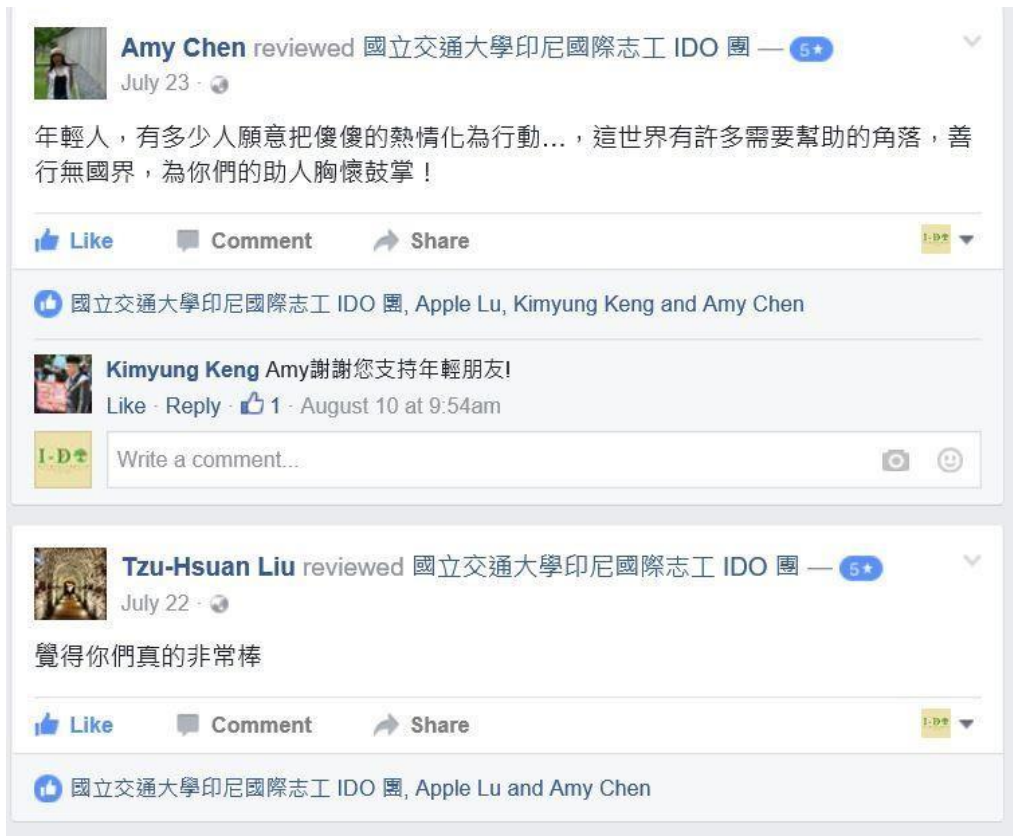 Amy Chen reviewed 國立交通大學印尼國際志工 IDO 團 — 5★
July 23 ·
年輕人，有多少人願意把傻傻的熱情化為行動...，這世界有許多需要幫助的角落，善
行無國界，為你們的助人胸懷鼓掌！
Like Comment Share I-DO
國立交通大學印尼國際志工 IDO 團, Apple Lu, Kimyung Keng and Amy Chen
Kimyung Keng Amy謝謝您支持年輕朋友!
Like · Reply · 1 · August 10 at 9:54am
I-DO Write a comment...
Tzu-Hsuan Liu reviewed 國立交通大學印尼國際志工 IDO 團 — 5★
July 22 ·
覺得你們真的非常棒
Like Comment Share I-DO
國立交通大學印尼國際志工 IDO 團, Apple Lu and Amy Chen